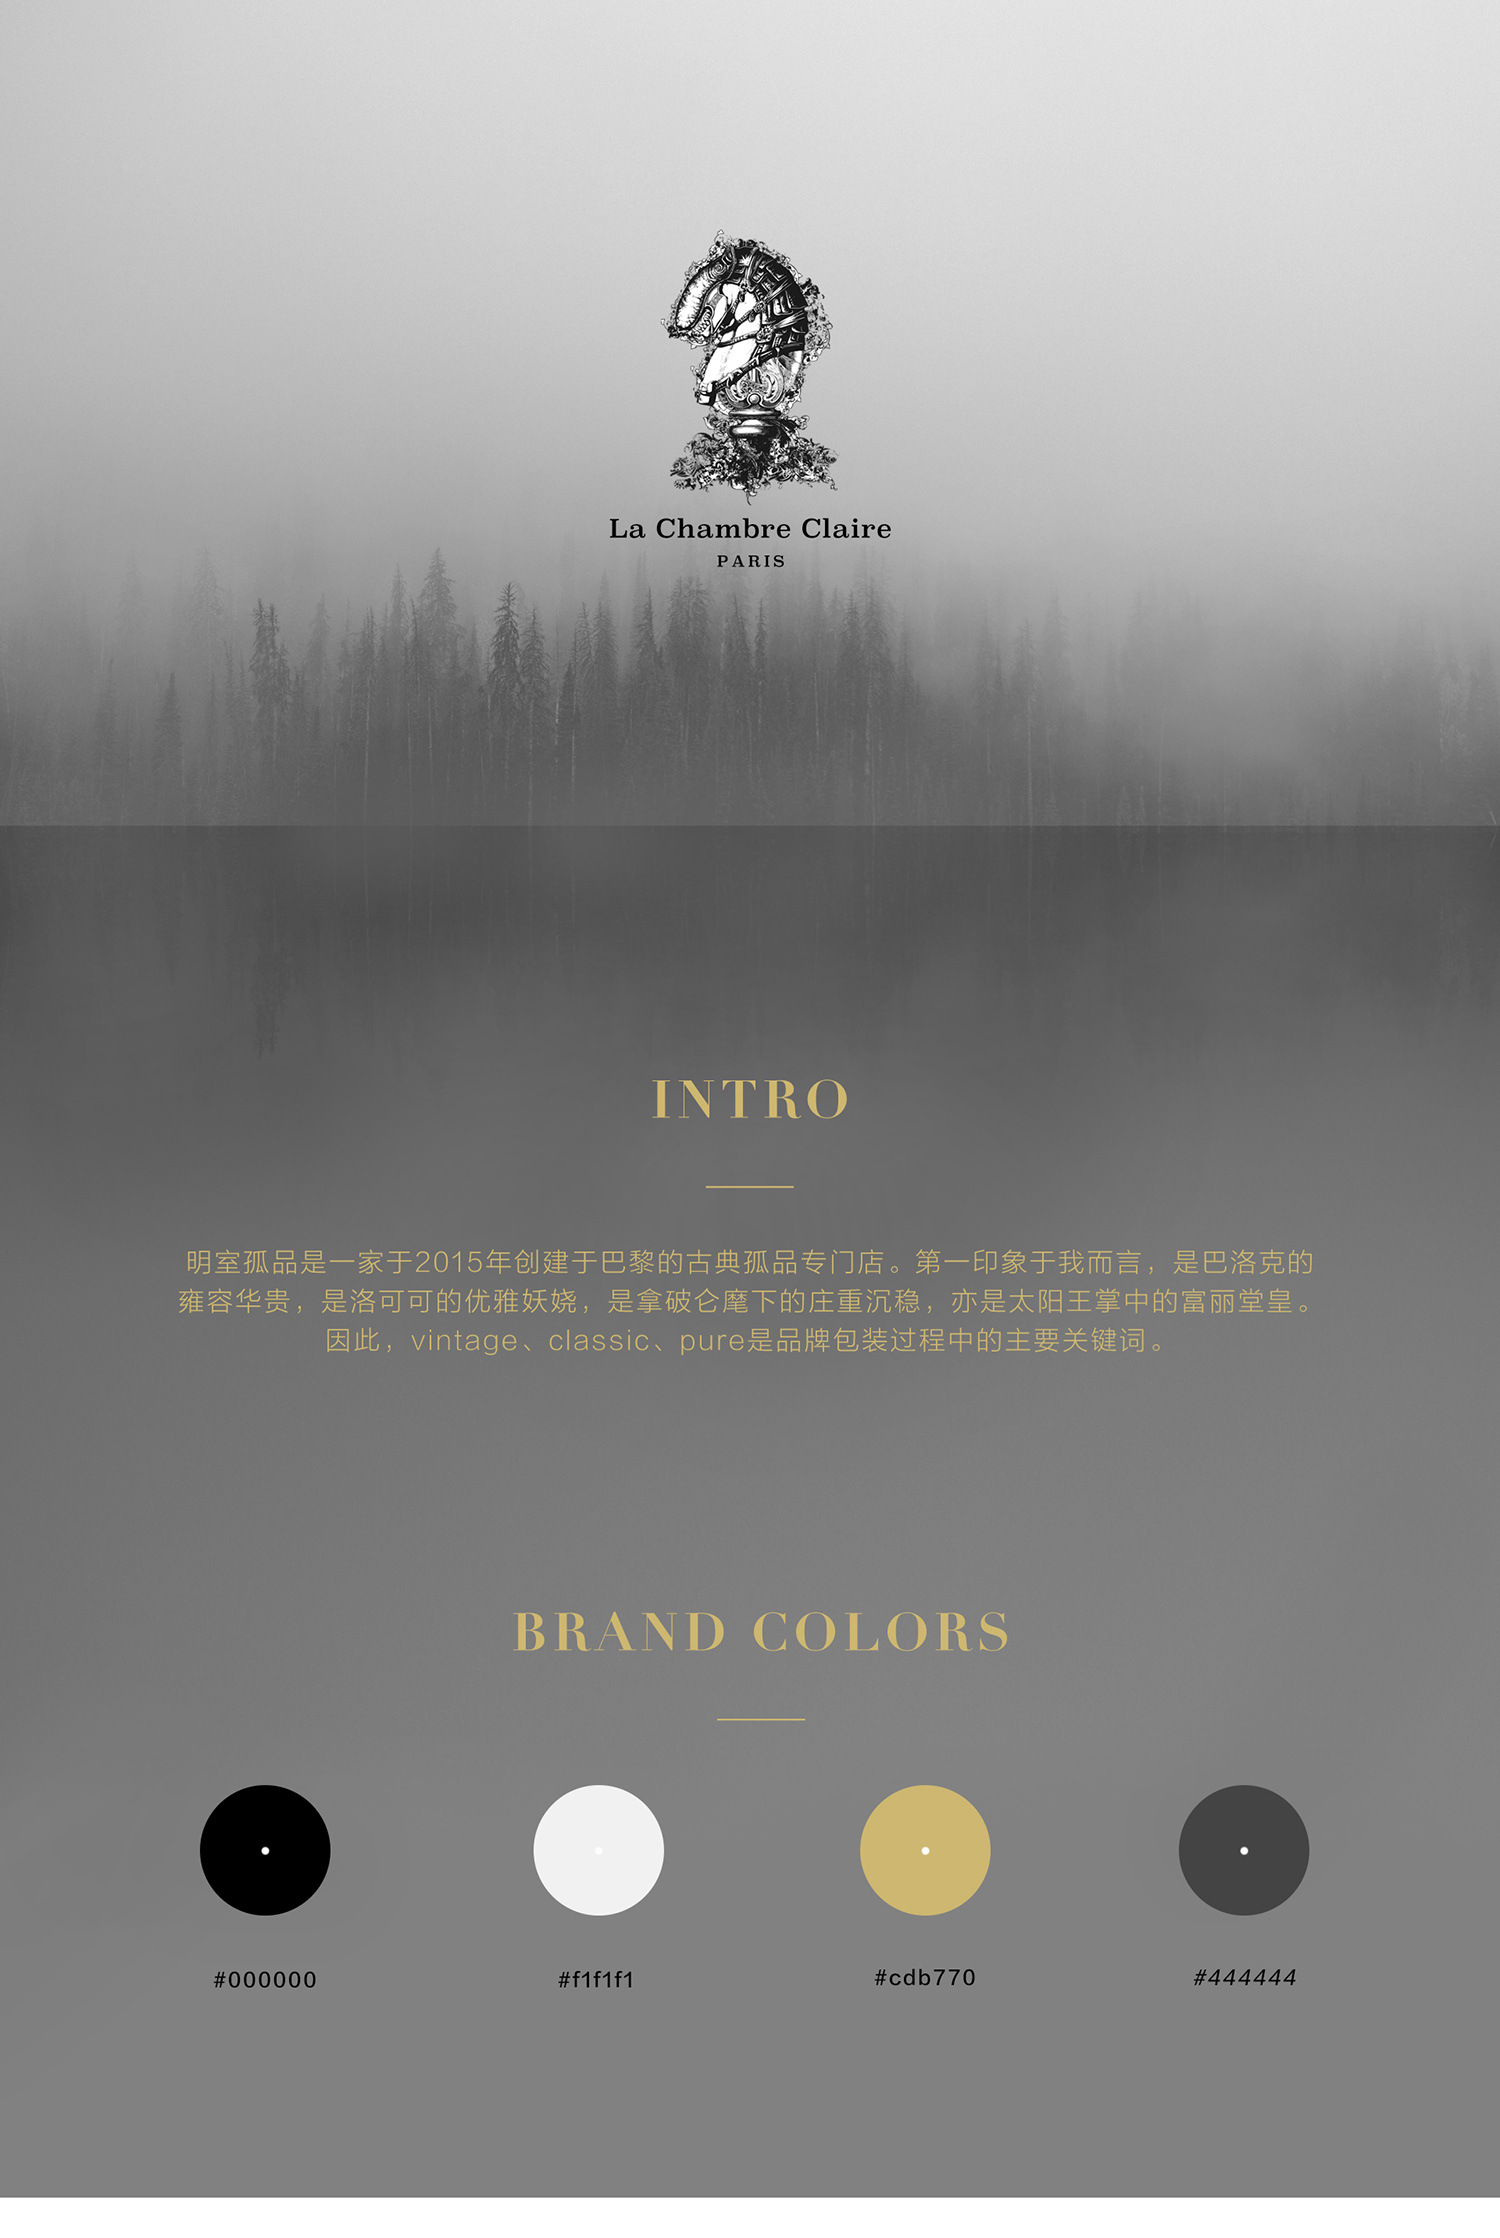 La Chambre Claire
PARIS
INTRO
明室孤品是一家于2015年创建于巴黎的古典孤品专门店。第一印象于我而言，是巴洛克的
雍容华贵，是洛可可的优雅妖娆，是拿破仑麾下的庄重沉稳，亦是太阳王掌中的富丽堂皇。
因此，vintage、classic、pure是品牌包装过程中的主要关键词。
BRAND COLORS
#000000
#f1f1f1
#cdb770
#444444